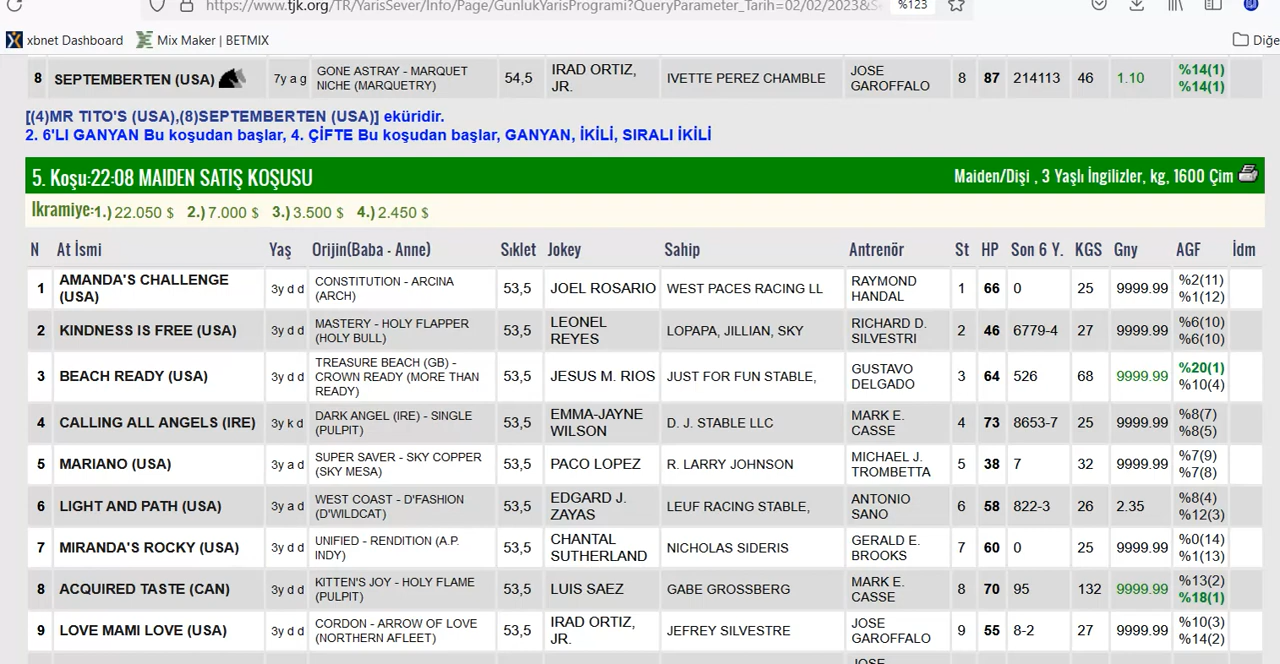 https://www.tjk.org/TR/YarisSever/Info/Page/GunlukYarisProgrami?QueryParameter_Tarih=02/02/2023& %123
xbnet Dashboard Mix Maker | BETMIX Diğe
8 SEPTEMBERTEN (USA) 7y a g GONE ASTRAY - MARQUET NICHE (MARQUETRY) 54,5 IRAD ORTIZ, JR. IVETTE PEREZ CHAMBLE JOSE GAROFFALO 8 87 214113 46 1.10 %14(1) %14(1)
[(4)MR TITO'S (USA),(8)SEPTEMBERTEN (USA)] eküridir.
2. 6'LI GANYAN Bu koşudan başlar, 4. ÇİFTE Bu koşudan başlar, GANYAN, İKİLİ, SIRALI İKİLİ
5. Koşu:22:08 MAIDEN SATIŞ KOŞUSU Maiden/Dişi , 3 Yaşlı İngilizler, kg, 1600 Çim
Ikramiye:1.) 22.050 $ 2.) 7.000 $ 3.) 3.500 $ 4.) 2.450 $
N At İsmi Yaş Orijin(Baba - Anne) Sıklet Jokey Sahip Antrenör St HP Son 6 Y. KGS Gny AGF İdm
1 AMANDA'S CHALLENGE (USA) 3y d d CONSTITUTION - ARCINA (ARCH) 53,5 JOEL ROSARIO WEST PACES RACING LL RAYMOND HANDAL 1 66 0 25 9999.99 %2(11) %1(12)
2 KINDNESS IS FREE (USA) 3y d d MASTERY - HOLY FLAPPER (HOLY BULL) 53,5 LEONEL REYES LOPAPA, JILLIAN, SKY RICHARD D. SILVESTRI 2 46 6779-4 27 9999.99 %6(10) %6(10)
3 BEACH READY (USA) 3y d d TREASURE BEACH (GB) - CROWN READY (MORE THAN READY) 53,5 JESUS M. RIOS JUST FOR FUN STABLE, GUSTAVO DELGADO 3 64 526 68 9999.99 %20(1) %10(4)
4 CALLING ALL ANGELS (IRE) 3y k d DARK ANGEL (IRE) - SINGLE (PULPIT) 53,5 EMMA-JAYNE WILSON D. J. STABLE LLC MARK E. CASSE 4 73 8653-7 25 9999.99 %8(7) %8(5)
5 MARIANO (USA) 3y a d SUPER SAVER - SKY COPPER (SKY MESA) 53,5 PACO LOPEZ R. LARRY JOHNSON MICHAEL J. TROMBETTA 5 38 7 32 9999.99 %7(9) %7(8)
6 LIGHT AND PATH (USA) 3y a d WEST COAST - D'FASHION (D'WILDCAT) 53,5 EDGARD J. ZAYAS LEUF RACING STABLE, ANTONIO SANO 6 58 822-3 26 2.35 %8(4) %12(3)
7 MIRANDA'S ROCKY (USA) 3y d d UNIFIED - RENDITION (A.P. INDY) 53,5 CHANTAL SUTHERLAND NICHOLAS SIDERIS GERALD E. BROOKS 7 60 0 25 9999.99 %0(14) %1(13)
8 ACQUIRED TASTE (CAN) 3y d d KITTEN'S JOY - HOLY FLAME (PULPIT) 53,5 LUIS SAEZ GABE GROSSBERG MARK E. CASSE 8 70 95 132 9999.99 %13(2) %18(1)
9 LOVE MAMI LOVE (USA) 3y d d CORDON - ARROW OF LOVE (NORTHERN AFLEET) 53,5 IRAD ORTIZ, JR. JEFREY SILVESTRE JOSE GAROFFALO 9 55 8-2 27 9999.99 %10(3) %14(2)
JOSE